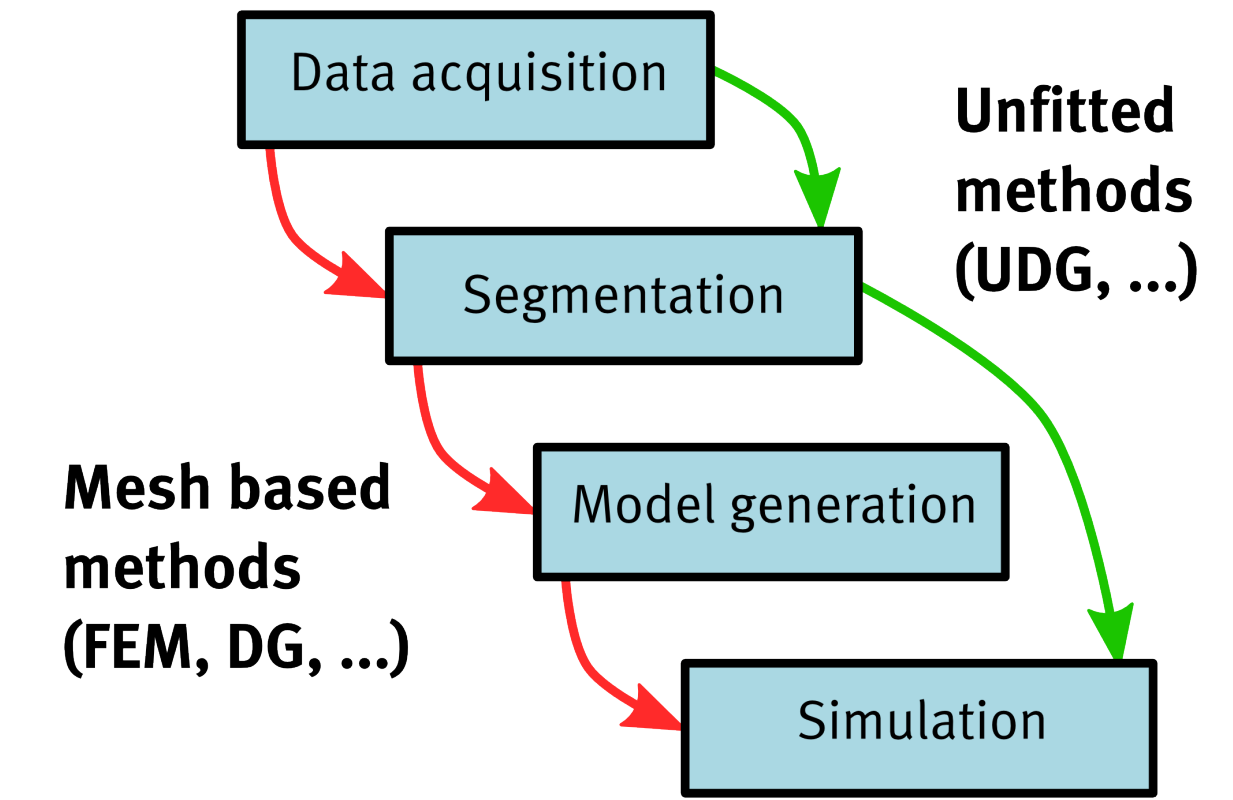 Data acquisition
Unfitted
methods
(UDG, ...)
Segmentation
Mesh based
methods
(FEM, DG, ...)
Model generation
Simulation